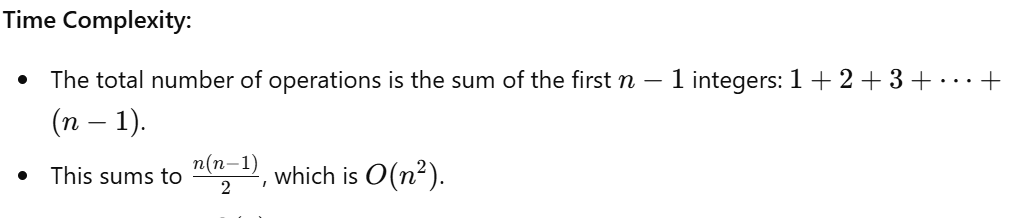 Time Complexity:
• The total number of operations is the sum of the first n − 1 integers: 1 + 2 + 3 + ⋯ +
(n − 1).
• This sums to n(n−1)/2, which is O(n²).